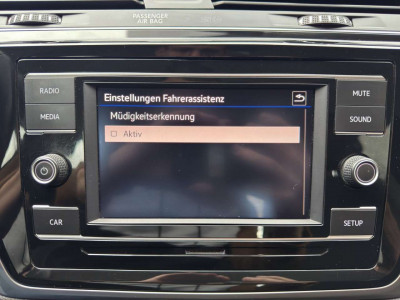 PASSENGER
AIR BAG
RADIO
MEDIA
CAR
Einstellungen Fahrerassistenz
Müdigkeitserkennung
Aktiv
MUTE
SOUND
SETUP